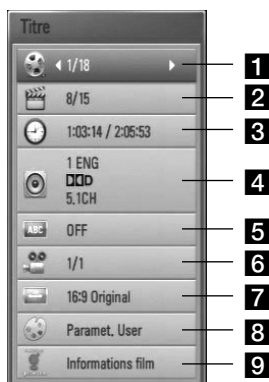 Titre
1/18 1
8/15 2
1:03:14 / 2:05:53 3
1 ENG
D
5.1CH 4
ABC OFF 5
1/1 6
16:9 Original 7
Paramet. User 8
Informations film 9